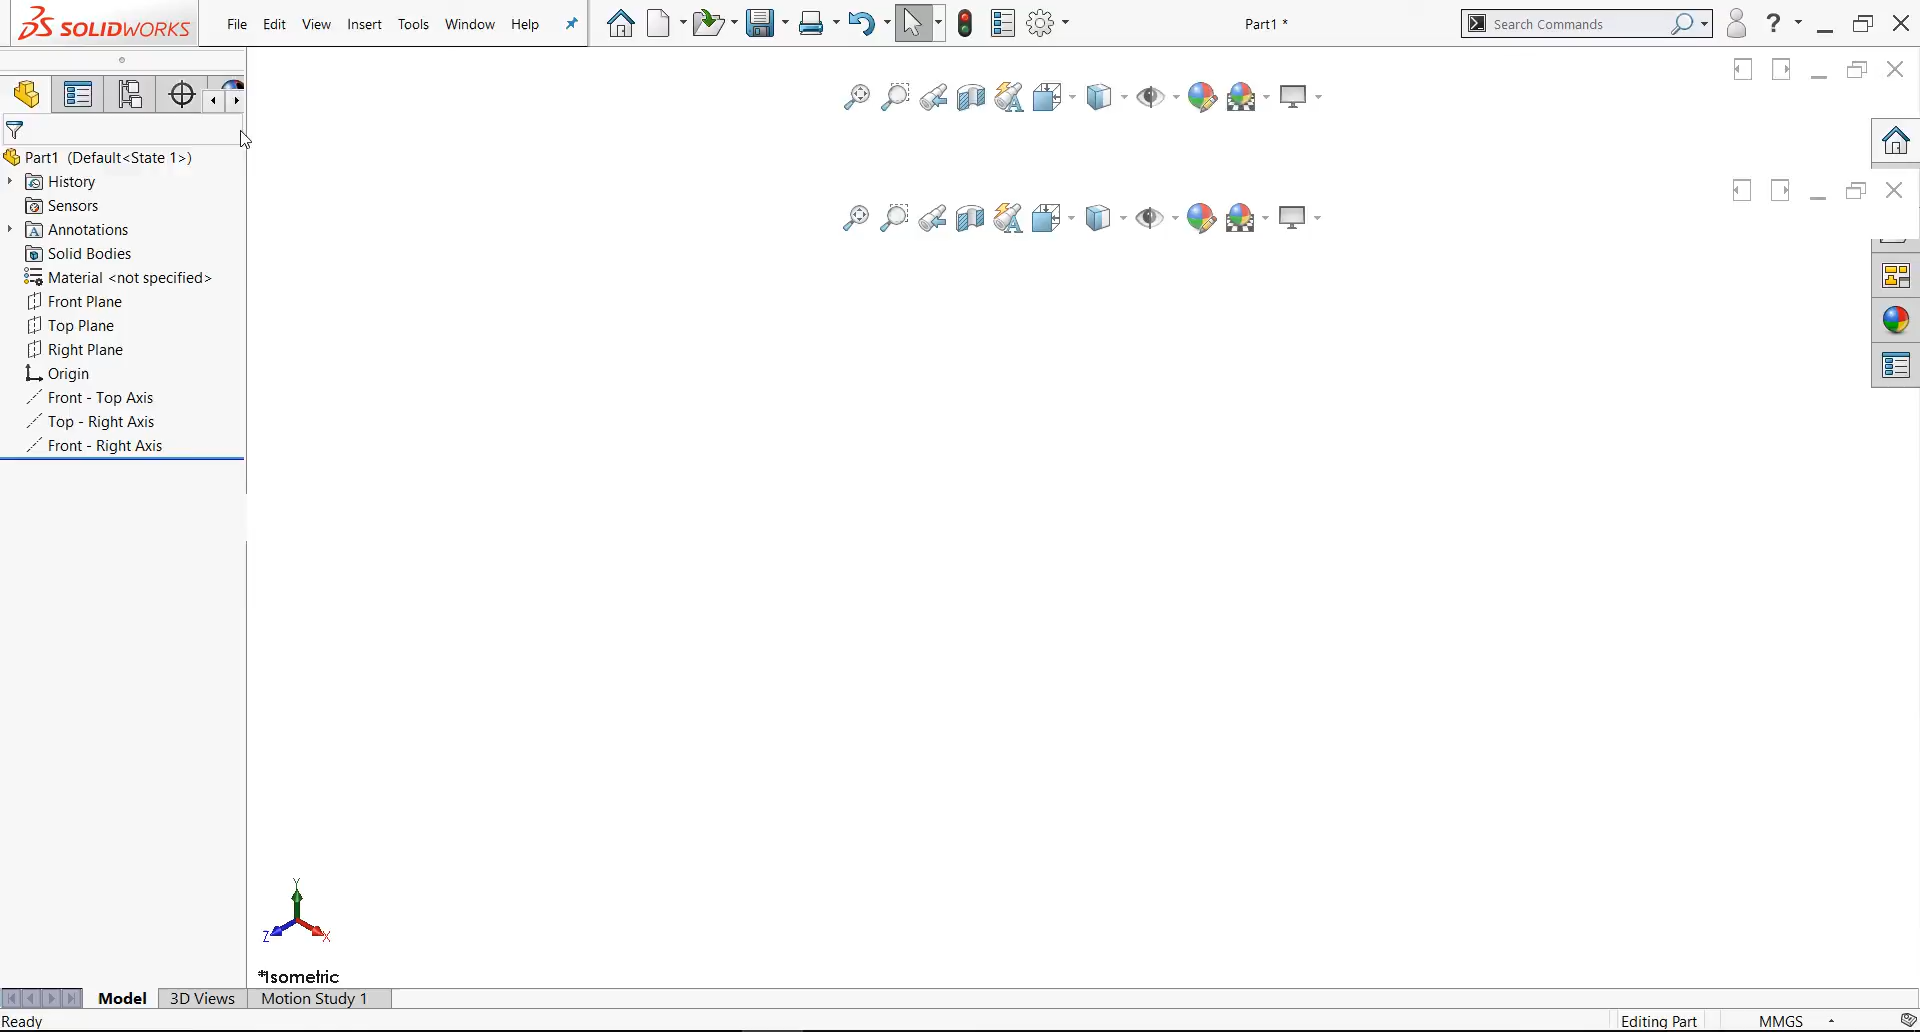 SOLIDWORKS File Edit View Insert Tools Window Help Part1 * Search Commands ?
Part1 (Default<State 1>)
History
Sensors
A Annotations
Solid Bodies
Material <not specified>
Front Plane
Top Plane
Right Plane
Origin
Front - Top Axis
Top - Right Axis
Front - Right Axis
Y
Z X
*Isometric
Model 3D Views Motion Study 1
Ready Editing Part MMGS